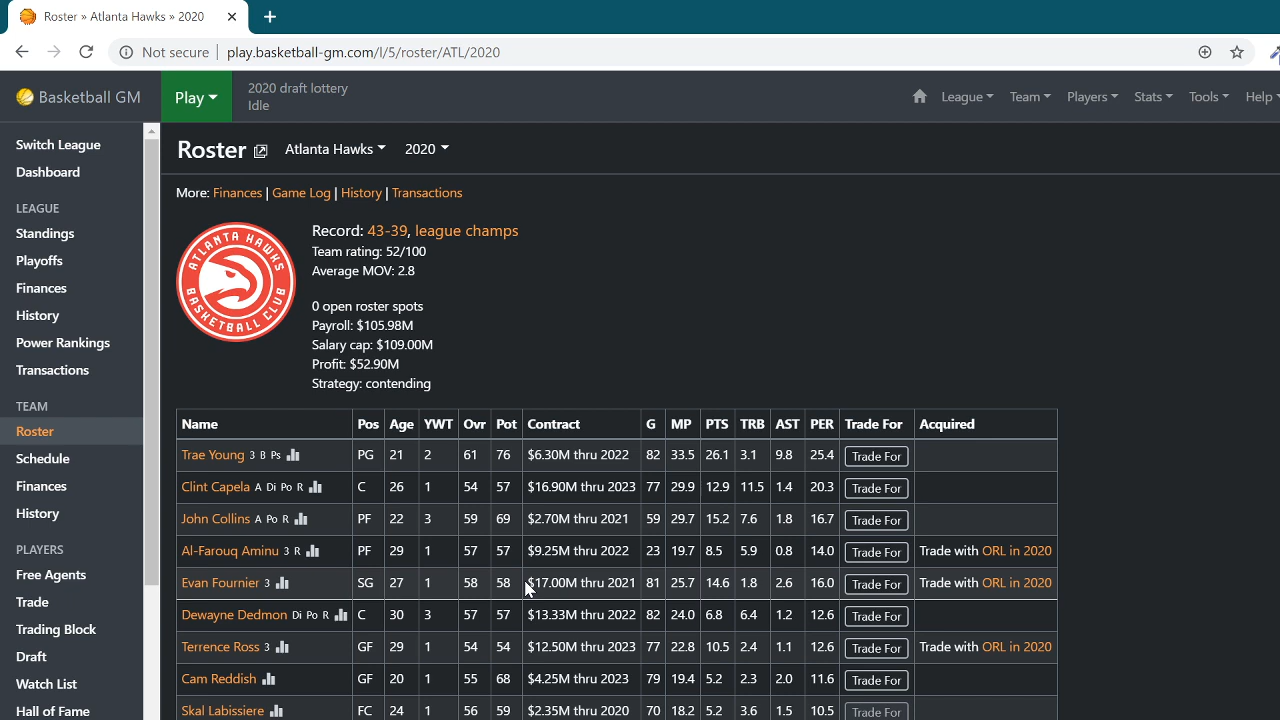 Roster » Atlanta Hawks » 2020
Not secure | play.basketball-gm.com/l/5/roster/ATL/2020
Basketball GM
Play
2020 draft lottery
Idle
League
Team
Players
Stats
Tools
Help
Switch League
Dashboard
LEAGUE
Standings
Playoffs
Finances
History
Power Rankings
Transactions
TEAM
Roster
Schedule
Finances
History
PLAYERS
Free Agents
Trade
Trading Block
Draft
Watch List
Hall of Fame
Roster Atlanta Hawks 2020
More: Finances | Game Log | History | Transactions
ATLANTA HAWKS
BASKETBALL CLUB
Record: 43-39, league champs
Team rating: 52/100
Average MOV: 2.8
0 open roster spots
Payroll: $105.98M
Salary cap: $109.00M
Profit: $52.90M
Strategy: contending
Name Pos Age YWT Ovr Pot Contract G MP PTS TRB AST PER Trade For Acquired
Trae Young 3 B Ps PG 21 2 61 76 $6.30M thru 2022 82 33.5 26.1 3.1 9.8 25.4 Trade For
Clint Capela A Di Po R C 26 1 54 57 $16.90M thru 2023 77 29.9 12.9 11.5 1.4 20.3 Trade For
John Collins A Po R PF 22 3 59 69 $2.70M thru 2021 59 29.7 15.2 7.6 1.8 16.7 Trade For
Al-Farouq Aminu 3 R PF 29 1 57 57 $9.25M thru 2022 23 19.7 8.5 5.9 0.8 14.0 Trade For Trade with ORL in 2020
Evan Fournier 3 SG 27 1 58 58 $17.00M thru 2021 81 25.7 14.6 1.8 2.6 16.0 Trade For Trade with ORL in 2020
Dewayne Dedmon Di Po R C 30 3 57 57 $13.33M thru 2022 82 24.0 6.8 6.4 1.2 12.6 Trade For
Terrence Ross 3 GF 29 1 54 54 $12.50M thru 2023 77 22.8 10.5 2.4 1.1 12.6 Trade For Trade with ORL in 2020
Cam Reddish GF 20 1 55 68 $4.25M thru 2023 79 19.4 5.2 2.3 2.0 11.6 Trade For
Skal Labissiere FC 24 1 56 59 $2.35M thru 2020 70 18.2 5.2 3.6 1.5 10.5 Trade For